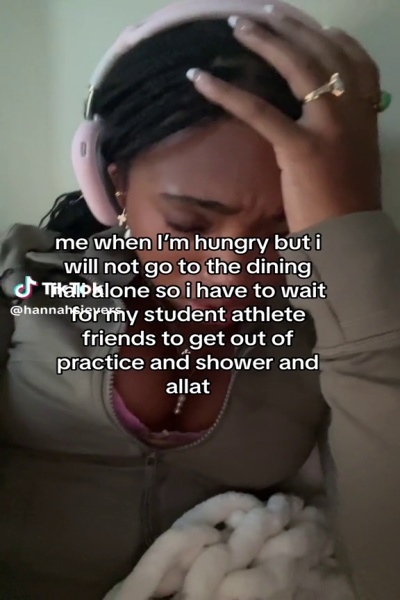 me when I'm hungry but i
will not go to the dining
hall alone so i have to wait
TikTok
for my student athlete
friends to get out of
practice and shower and
allat